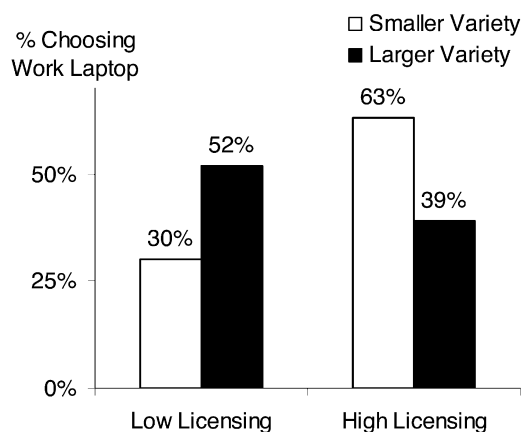 % Choosing
Work Laptop
Smaller Variety
Larger Variety
63%
52%
50%
39%
30%
25%
0%
Low Licensing
High Licensing